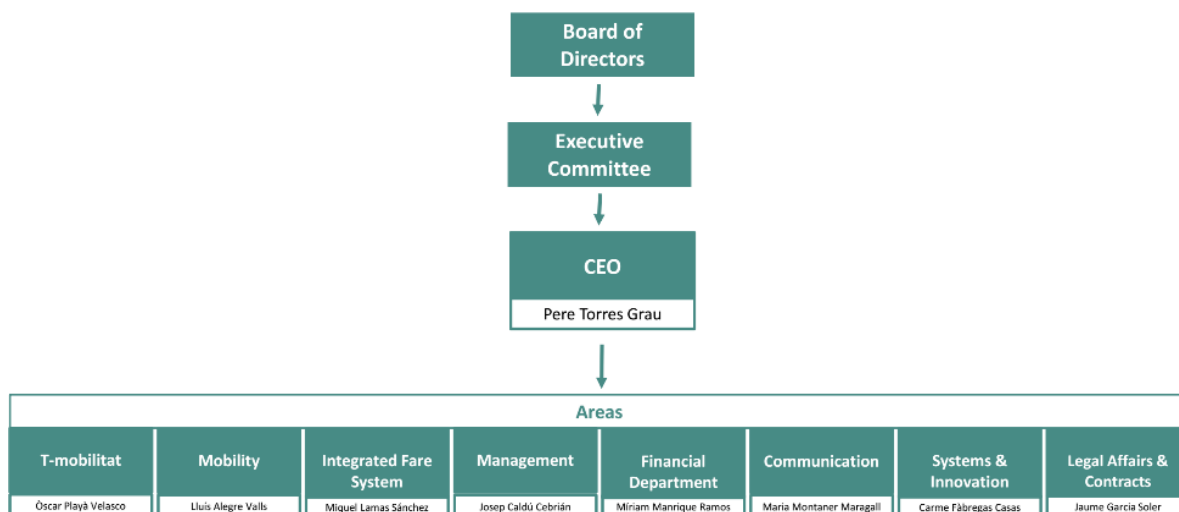 Board of
Directors
Executive
Committee
CEO
Pere Torres Grau
Areas
T-mobilitat
Mobility
Integrated Fare
System
Management
Financial
Department
Communication
Systems &
Innovation
Legal Affairs &
Contracts
Òscar Playà Velasco
Lluis Alegre Valls
Miquel Lamas Sánchez
Josep Caldú Cebrián
Míriam Manrique Ramos
Maria Montaner Maragall
Carme Fàbregas Casas
Jaume Garcia Soler